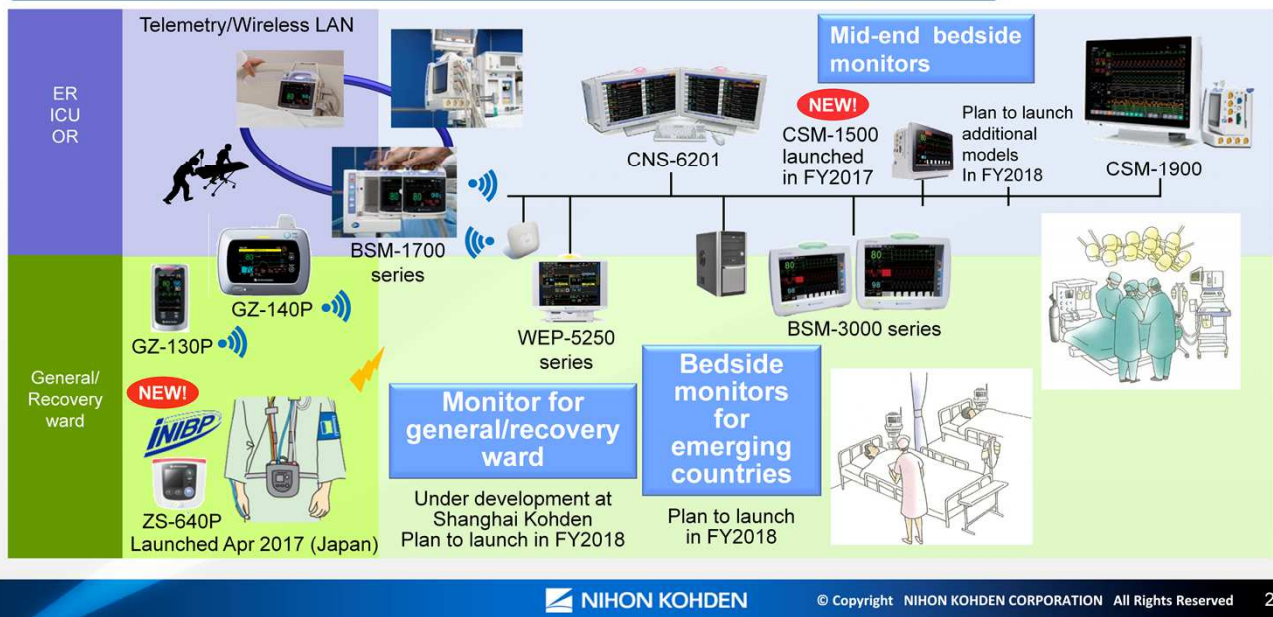 Telemetry/Wireless LAN
ER
ICU
OR
Mid-end bedside
monitors
NEW!
CSM-1500
launched
in FY2017
Plan to launch
additional
models
In FY2018
CNS-6201
CSM-1900
BSM-1700
series
GZ-140P
GZ-130P
WEP-5250
series
BSM-3000 series
General/
Recovery
ward
NEW!
iNIBP
ZS-640P
Launched Apr 2017 (Japan)
Monitor for
general/recovery
ward
Under development at
Shanghai Kohden
Plan to launch in FY2018
Bedside
monitors
for
emerging
countries
Plan to launch
in FY2018
NIHON KOHDEN
© Copyright NIHON KOHDEN CORPORATION All Rights Reserved 2